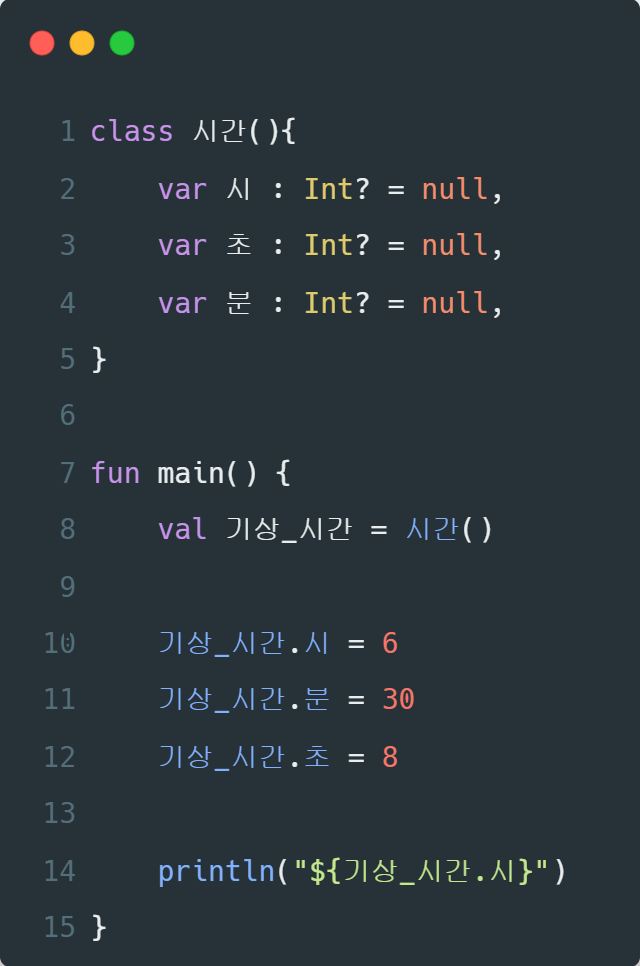 1 class 시간(){
2     var 시 : Int? = null,
3     var 초 : Int? = null,
4     var 분 : Int? = null,
5 }
6
7 fun main() {
8     val 기상_시간 = 시간()
9
10     기상_시간.시 = 6
11     기상_시간.분 = 30
12     기상_시간.초 = 8
13
14     println("${기상_시간.시}")
15 }